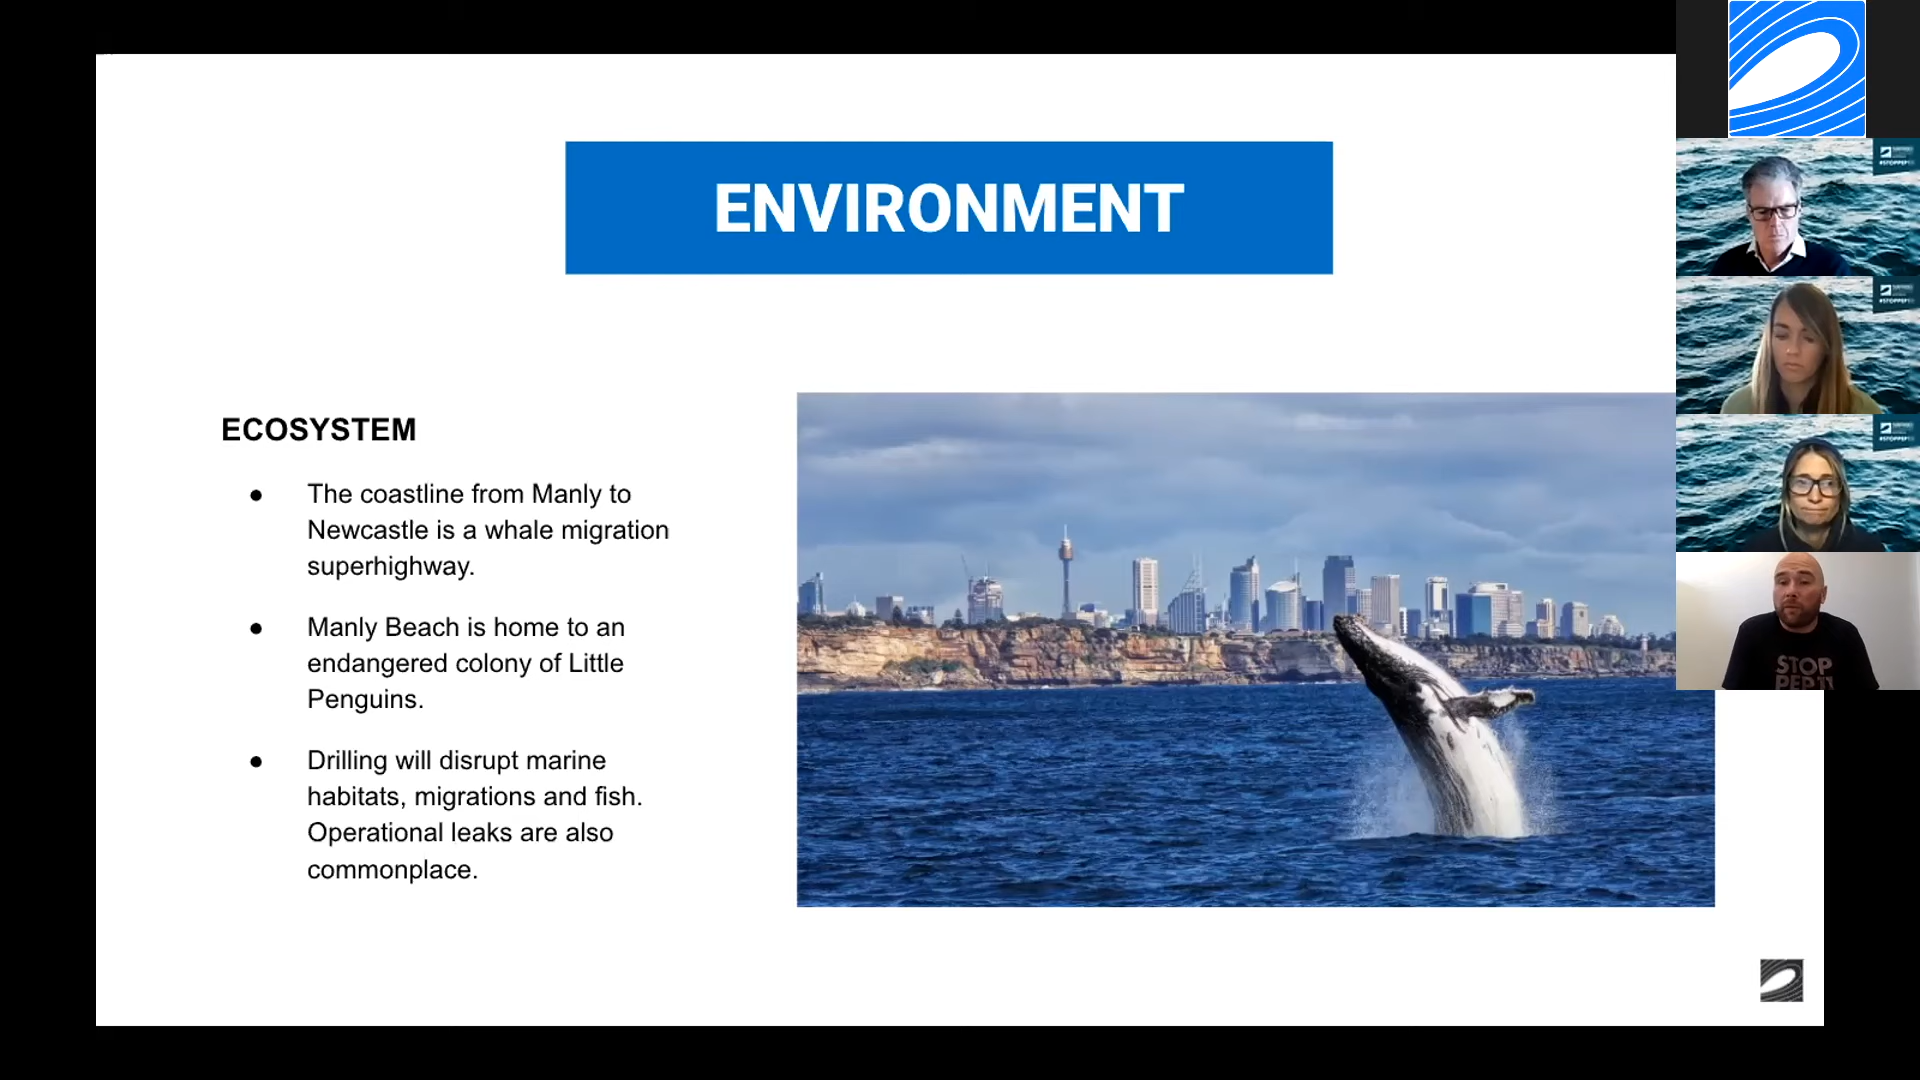 ENVIRONMENT
ECOSYSTEM
● The coastline from Manly to
Newcastle is a whale migration
superhighway.
● Manly Beach is home to an
endangered colony of Little
Penguins.
● Drilling will disrupt marine
habitats, migrations and fish.
Operational leaks are also
commonplace.
STOP